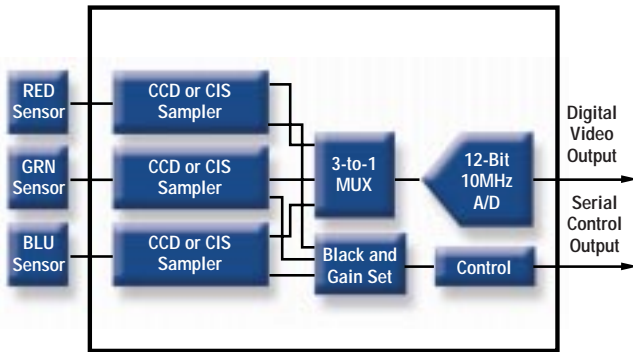 RED
Sensor
CCD or CIS
Sampler
GRN
Sensor
CCD or CIS
Sampler
BLU
Sensor
CCD or CIS
Sampler
3-to-1
MUX
12-Bit
10MHz
A/D
Black and
Gain Set
Control
Digital
Video
Output
Serial
Control
Output